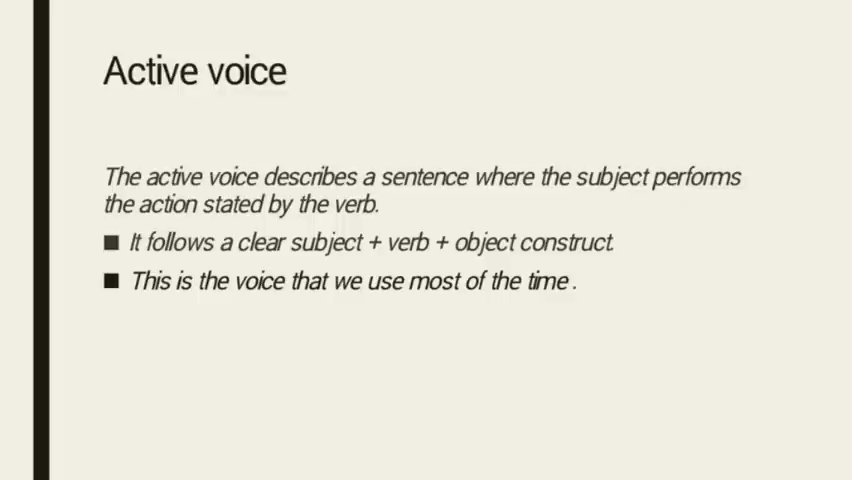 Active voice
The active voice describes a sentence where the subject performs
the action stated by the verb.
It follows a clear subject + verb + object construct.
This is the voice that we use most of the time .